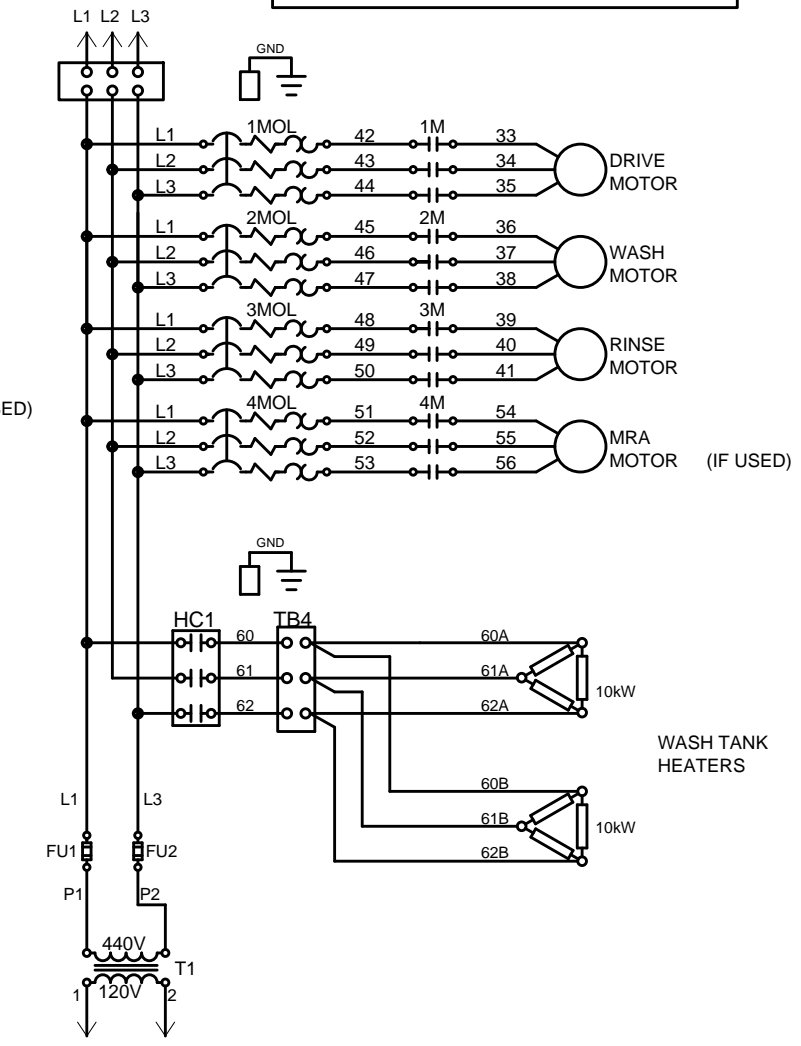 L1 L2 L3
GND
L1 1MOL 42 1M 33
L2 43 34 DRIVE
L3 44 35 MOTOR
L1 2MOL 45 2M 36
L2 46 37 WASH
L3 47 38 MOTOR
L1 3MOL 48 3M 39
L2 49 40 RINSE
L3 50 41 MOTOR
SED)
L1 4MOL 51 4M 54
L2 52 55 MRA
L3 53 56 MOTOR (IF USED)
GND
HC1 60 TB4 60A
61 61A 10kW
62 62A
WASH TANK
HEATERS
60B
L1 L3
61B 10kW
FU1 FU2 62B
P1 P2
440V
T1
1 120V 2